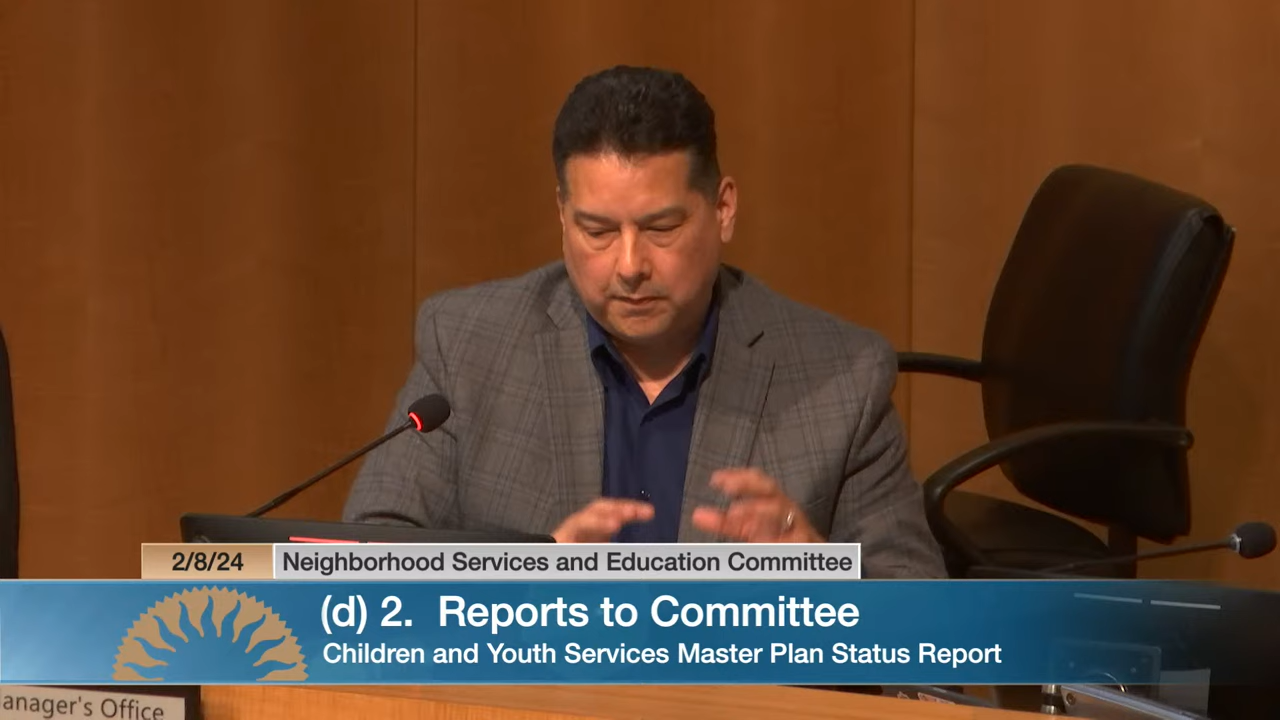 2/8/24
Neighborhood Services and Education Committee
(d) 2. Reports to Committee
Children and Youth Services Master Plan Status Report
anager's Office